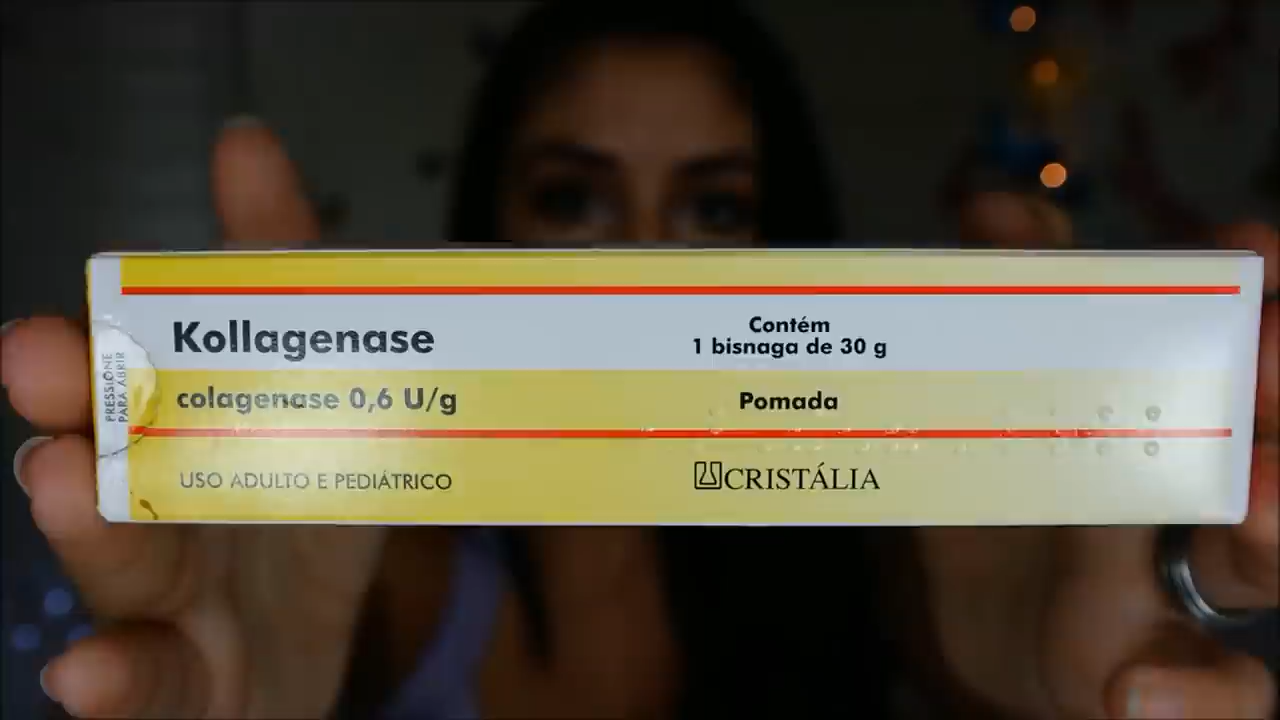 Kollagenase
Contém
1 bisnaga de 30 g
colagenase 0,6 U/g
Pomada
USO ADULTO E PEDIÁTRICO
CRISTÁLIA
PRESSIONE
PARA ABRIR